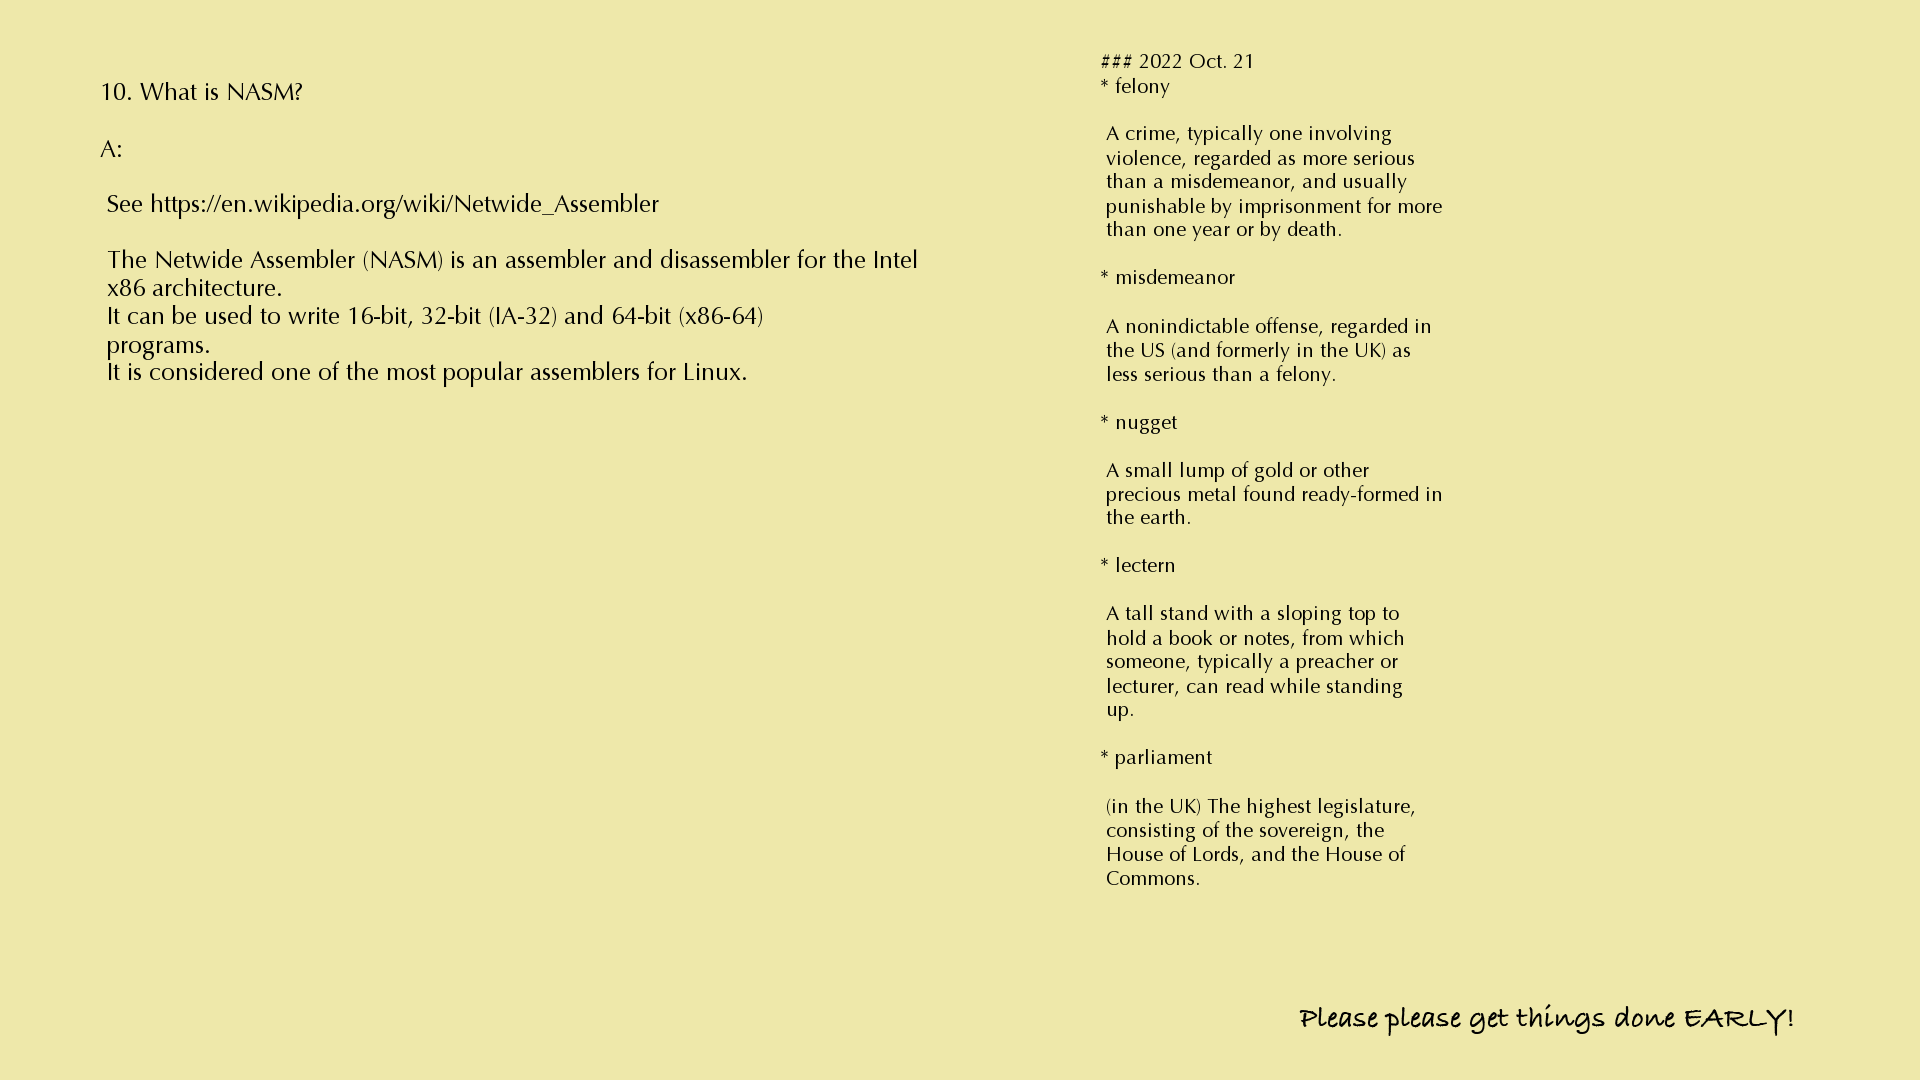 10. What is NASM?
A:
See https://en.wikipedia.org/wiki/Netwide_Assembler
The Netwide Assembler (NASM) is an assembler and disassembler for the Intel
x86 architecture.
It can be used to write 16-bit, 32-bit (IA-32) and 64-bit (x86-64)
programs.
It is considered one of the most popular assemblers for Linux.
### 2022 Oct. 21
* felony
A crime, typically one involving
violence, regarded as more serious
than a misdemeanor, and usually
punishable by imprisonment for more
than one year or by death.
* misdemeanor
A nonindictable offense, regarded in
the US (and formerly in the UK) as
less serious than a felony.
* nugget
A small lump of gold or other
precious metal found ready-formed in
the earth.
* lectern
A tall stand with a sloping top to
hold a book or notes, from which
someone, typically a preacher or
lecturer, can read while standing
up.
* parliament
(in the UK) The highest legislature,
consisting of the sovereign, the
House of Lords, and the House of
Commons.
Please please get things done EARLY!